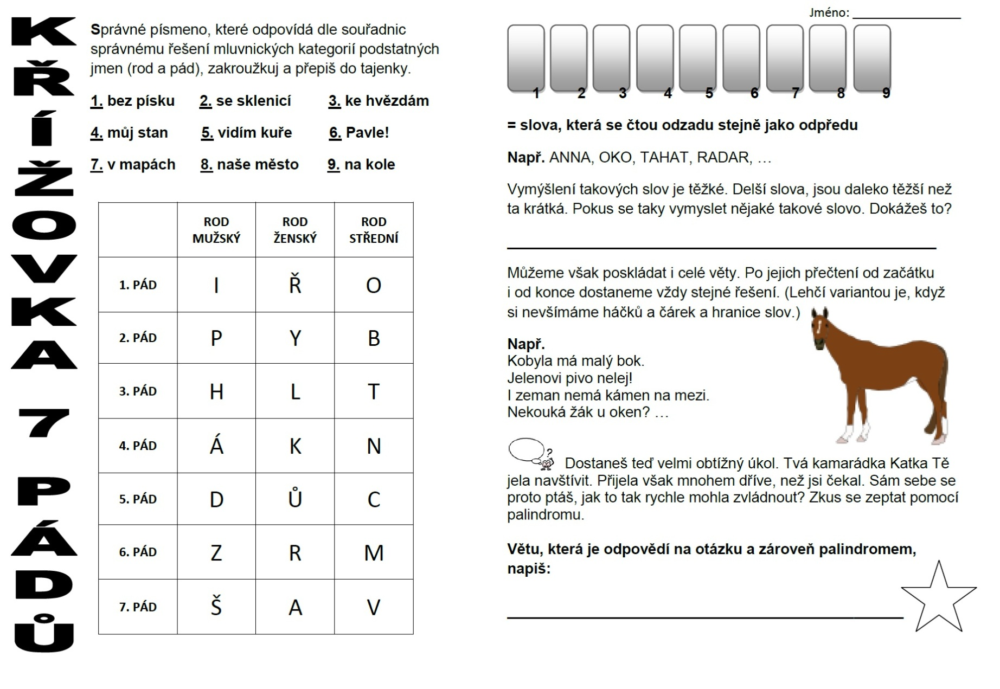 KŘÍŽOVKA 7 PÁDŮ
Správné písmeno, které odpovídá dle souřadnic
správnému řešení mluvnických kategorií podstatných
jmen (rod a pád), zakroužkuj a přepiš do tajenky.
1. bez písku 2. se sklenicí 3. ke hvězdám
4. můj stan 5. vidím kuře 6. Pavle!
7. v mapách 8. naše město 9. na kole
ROD MUŽSKÝ ROD ŽENSKÝ ROD STŘEDNÍ
1. PÁD I Ř O
2. PÁD P Y B
3. PÁD H L T
4. PÁD Á K N
5. PÁD D Ů C
6. PÁD Z R M
7. PÁD Š A V
Jméno: ________________
1 2 3 4 5 6 7 8 9
= slova, která se čtou odzadu stejně jako odpředu
Např. ANNA, OKO, TAHAT, RADAR, …
Vymýšlení takových slov je těžké. Delší slova, jsou daleko těžší než
ta krátká. Pokus se taky vymyslet nějaké takové slovo. Dokážeš to?
Můžeme však poskládat i celé věty. Po jejich přečtení od začátku
i od konce dostaneme vždy stejné řešení. (Lehčí variantou je, když
si nevšímáme háčků a čárek a hranice slov.)
Např.
Kobyla má malý bok.
Jelenovi pivo nelej!
I zeman nemá kámen na mezi.
Nekouká žák u oken? …
?
Dostaneš teď velmi obtížný úkol. Tvá kamarádka Katka Tě
jela navštívit. Přijela však mnohem dříve, než jsi čekal. Sám sebe se
proto ptáš, jak to tak rychle mohla zvládnout? Zkus se zeptat pomocí
palindromu.
Větu, která je odpovědí na otázku a zároveň palindromem,
napiš: